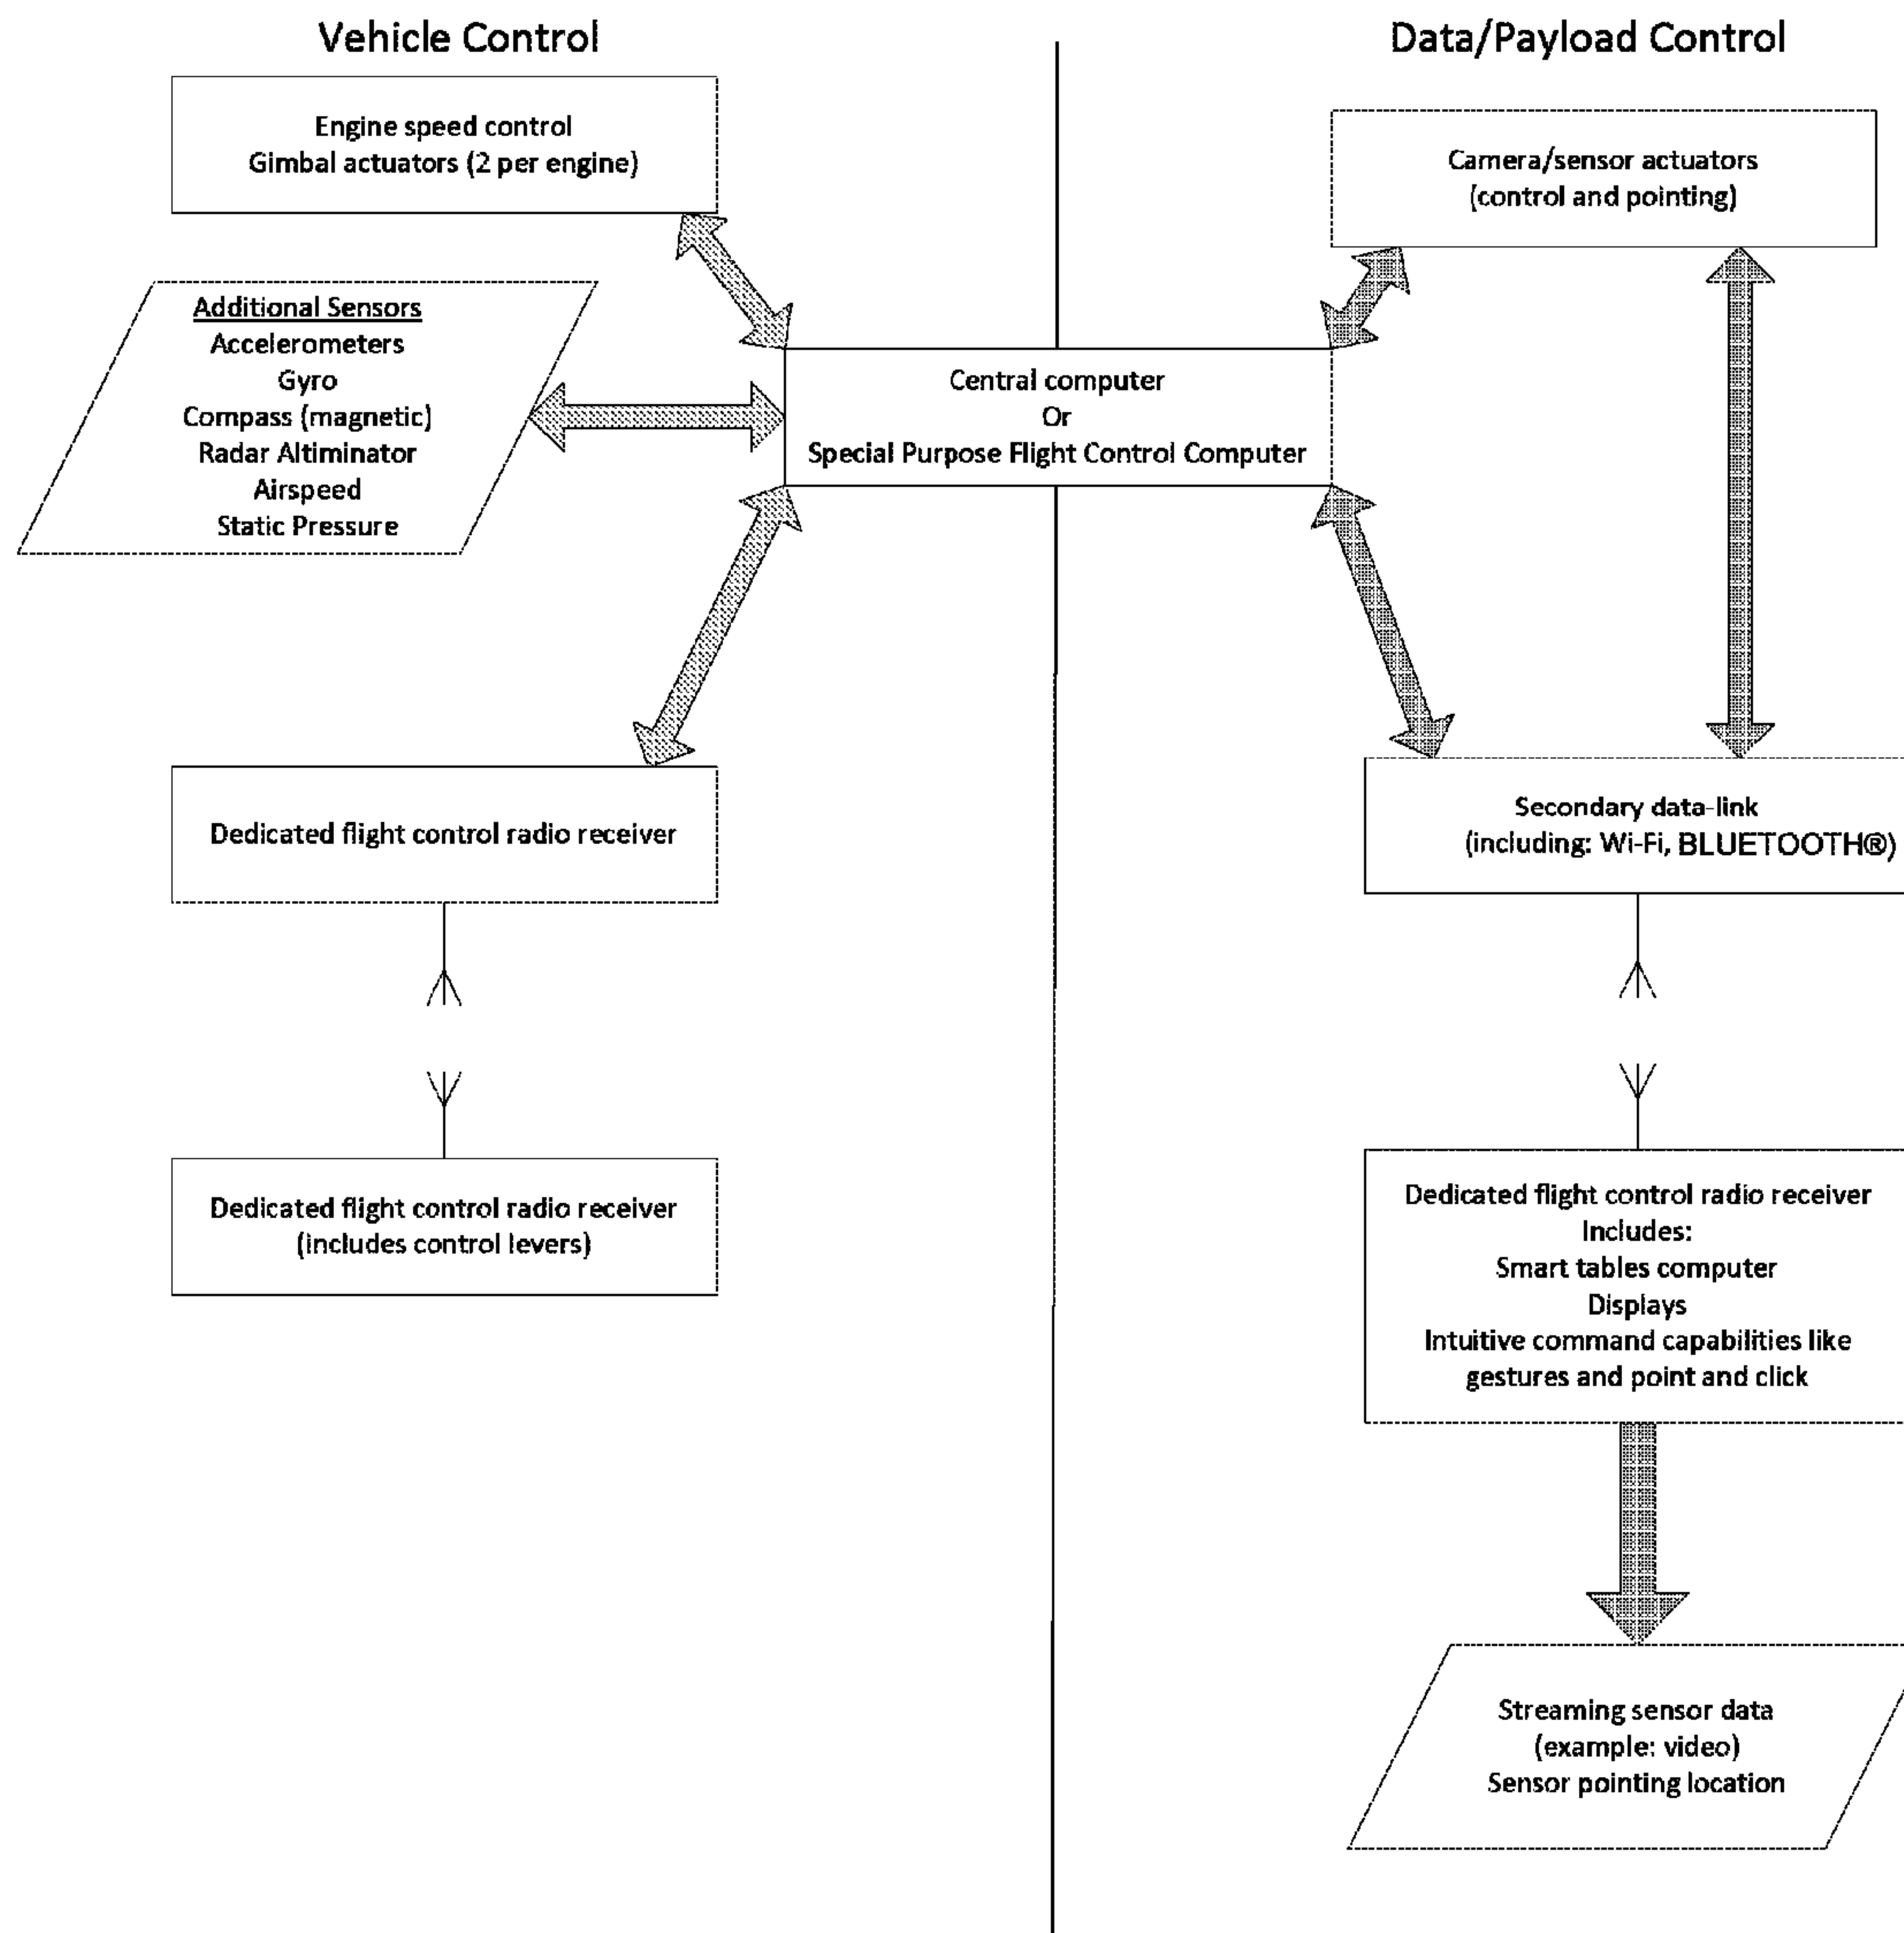 Vehicle Control
Engine speed control
Gimbal actuators (2 per engine)
Additional Sensors
Accelerometers
Gyro
Compass (magnetic)
Radar Altiminator
Airspeed
Static Pressure
Dedicated flight control radio receiver
Dedicated flight control radio receiver
(includes control levers)
Central computer
Or
Special Purpose Flight Control Computer
Data/Payload Control
Camera/sensor actuators
(control and pointing)
Secondary data-link
(including: Wi-Fi, BLUETOOTH®)
Dedicated flight control radio receiver
Includes:
Smart tables computer
Displays
Intuitive command capabilities like
gestures and point and click
Streaming sensor data
(example: video)
Sensor pointing location